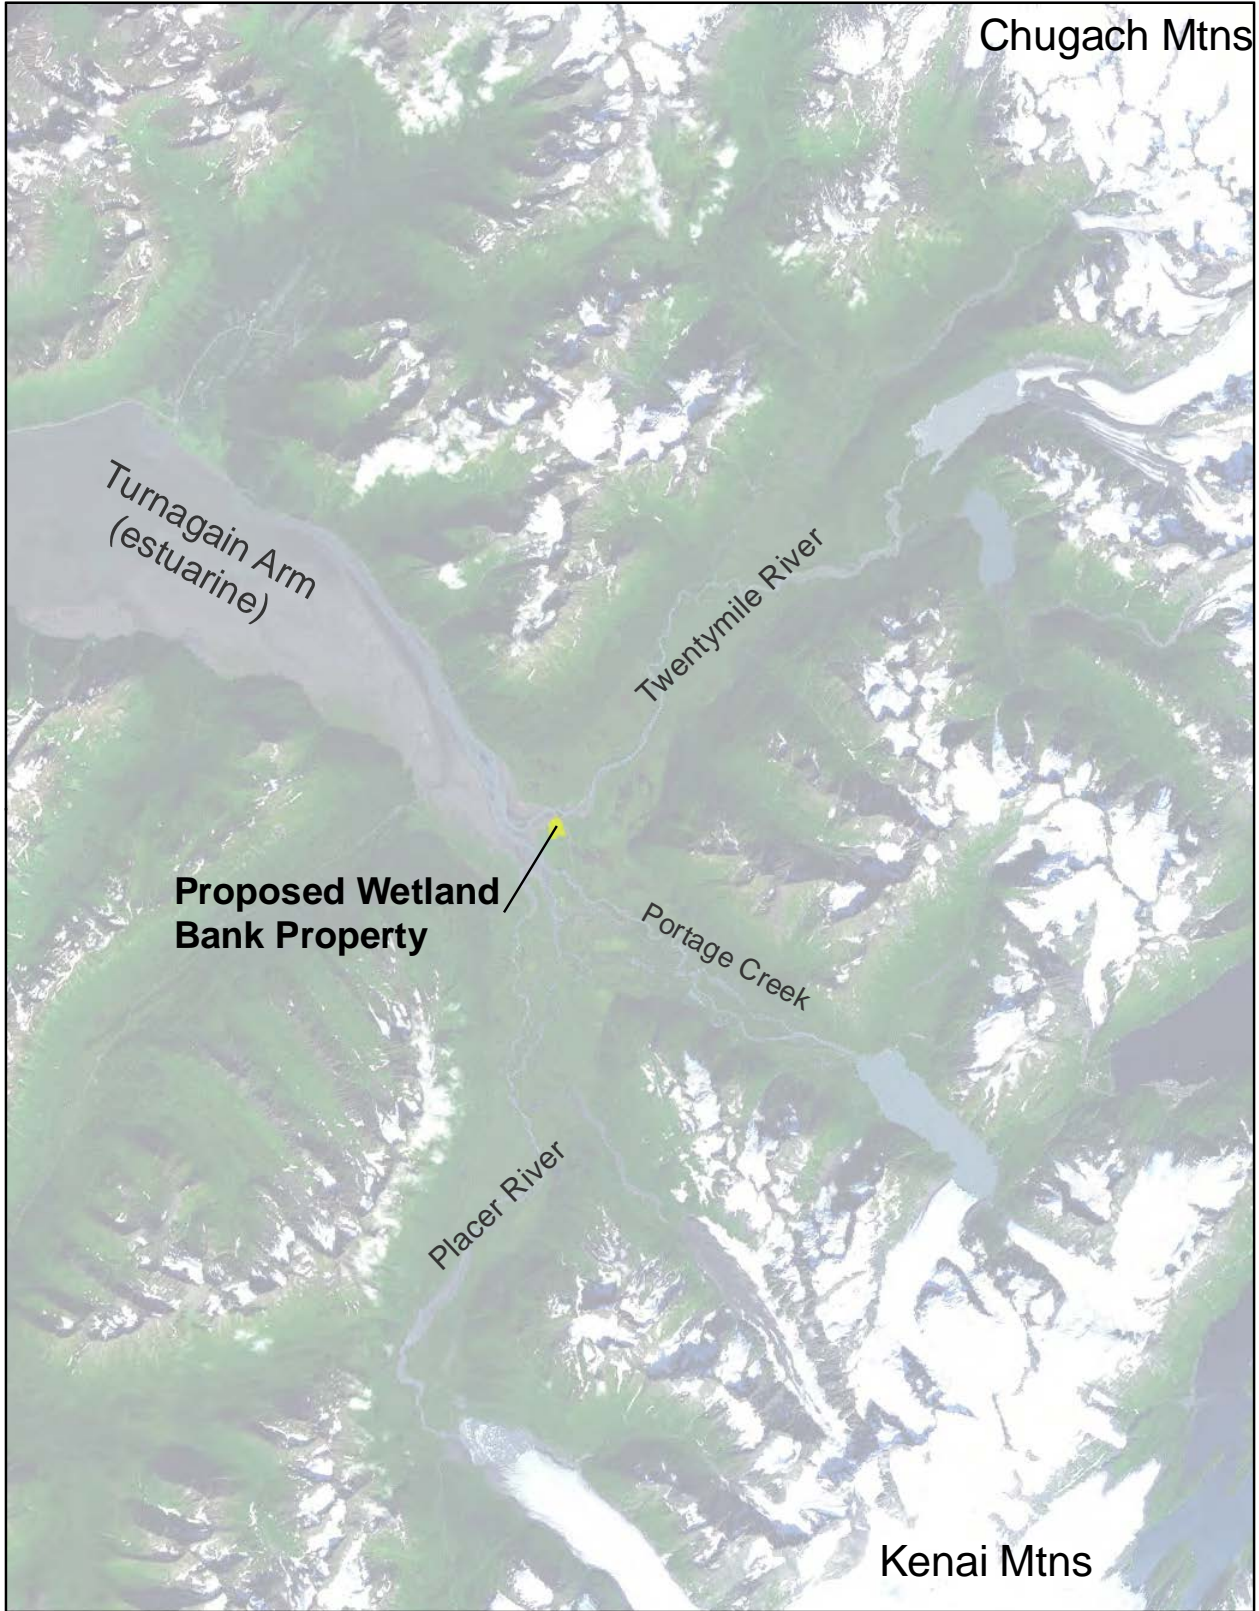 Chugach Mtns
Turnagain Arm
(estuarine)
Twentymile River
Proposed Wetland
Bank Property
Portage Creek
Placer River
Kenai Mtns